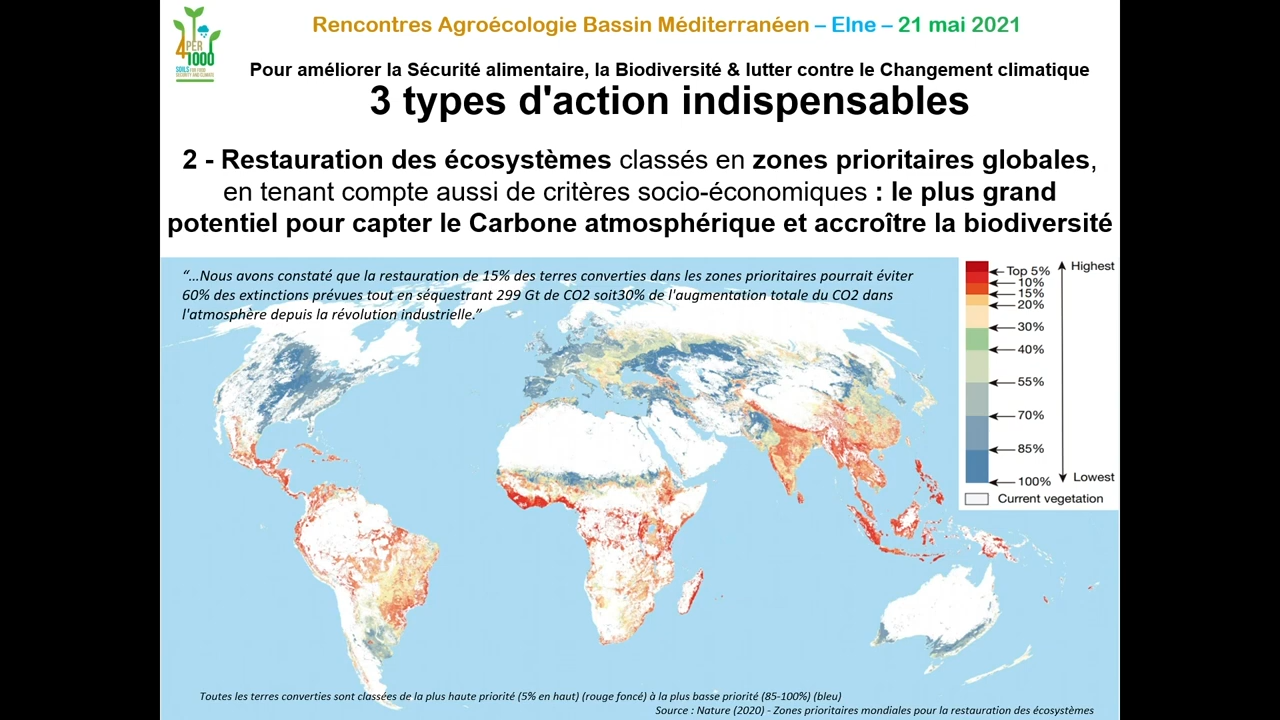 4PER
1000
SOILS FOR FOOD
SECURITY AND CLIMATE
Rencontres Agroécologie Bassin Méditerranéen – Elne – 21 mai 2021
Pour améliorer la Sécurité alimentaire, la Biodiversité & lutter contre le Changement climatique
3 types d'action indispensables
2 - Restauration des écosystèmes classés en zones prioritaires globales,
en tenant compte aussi de critères socio-économiques : le plus grand
potentiel pour capter le Carbone atmosphérique et accroître la biodiversité
“...Nous avons constaté que la restauration de 15% des terres converties dans les zones prioritaires pourrait éviter
60% des extinctions prévues tout en séquestrant 299 Gt de CO2 soit30% de l'augmentation totale du CO2 dans
l'atmosphère depuis la révolution industrielle.”
Top 5%
10%
15%
20%
30%
40%
55%
70%
85%
100%
Highest
Lowest
Current vegetation
Toutes les terres converties sont classées de la plus haute priorité (5% en haut) (rouge foncé) à la plus basse priorité (85-100%) (bleu)
Source : Nature (2020) - Zones prioritaires mondiales pour la restauration des écosystèmes